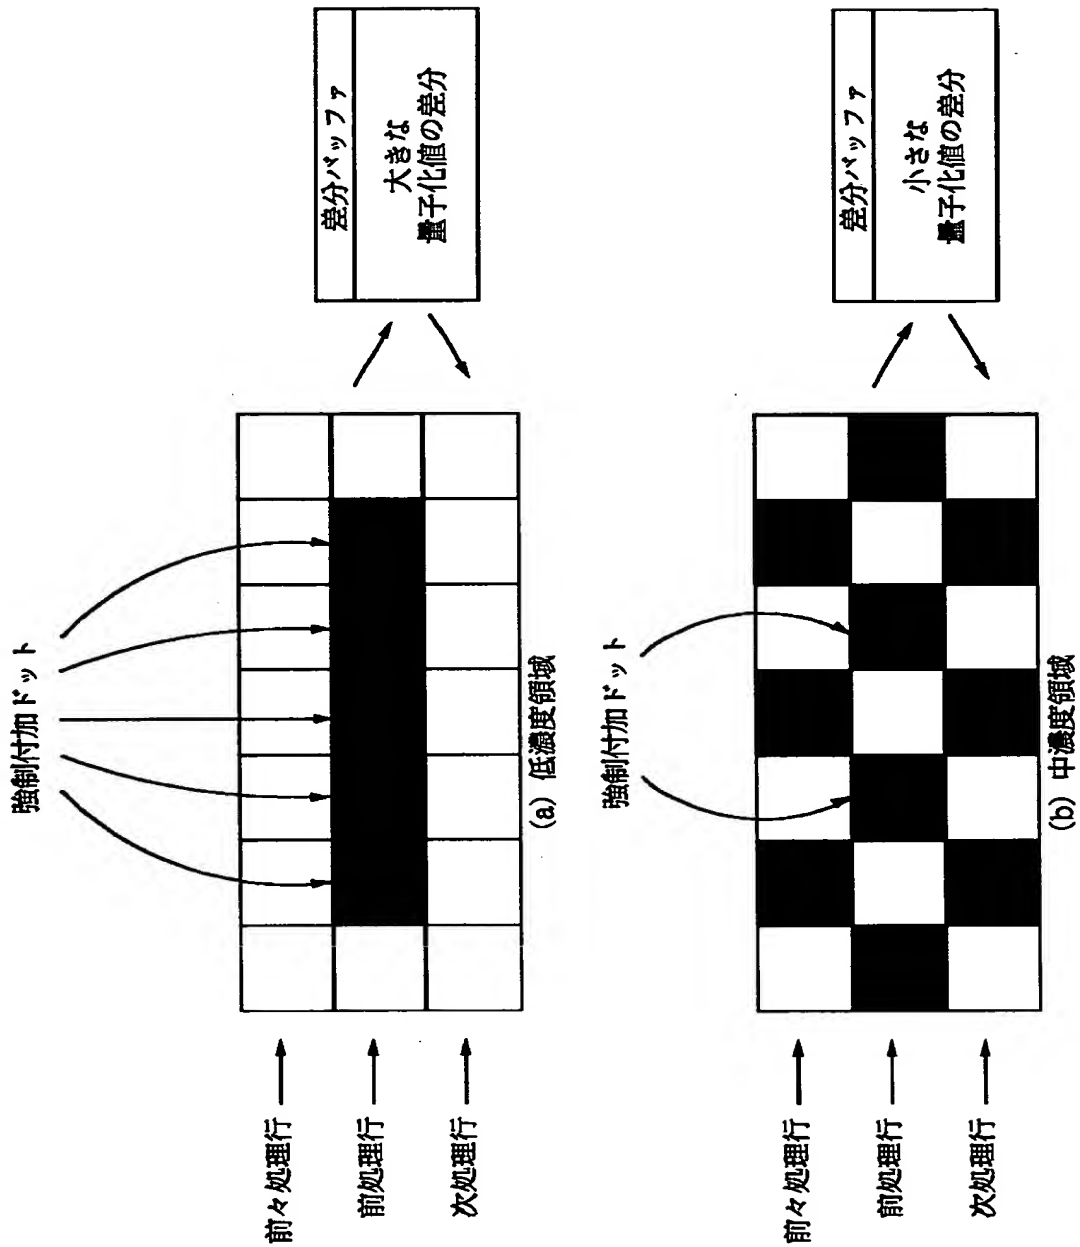 強制付加ドット
前々処理行
前処理行
次処理行
差分バッファ
大きな
量子化値の差分
(a) 低濃度領域
強制付加ドット
前々処理行
前処理行
次処理行
差分バッファ
小さな
量子化値の差分
(b) 中濃度領域